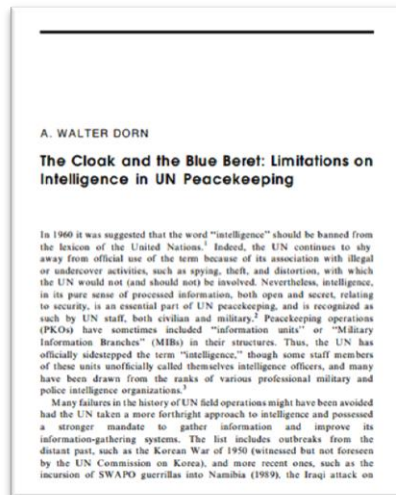 A. WALTER DORN
The Cloak and the Blue Beret: Limitations on
Intelligence in UN Peacekeeping
In 1960 it was suggested that the word “intelligence” should be banned from
the lexicon of the United Nations.1 Indeed, the UN continues to shy
away from official use of the term because of its association with illegal
or undercover activities, such as spying, theft, and distortion, with which
the UN would not (and should not) be involved. Nevertheless, intelligence,
in its pure sense of processed information, both open and secret, relating
to security, is an essential part of UN peacekeeping, and is recognized as
such by UN staff, both civilian and military.2 Peacekeeping operations
(PKOs) have sometimes included “information units” or “Military
Information Branches” (MIBs) in their structures. Thus, the UN has
officially sidestepped the term “intelligence,” though some staff members
of these units unofficially called themselves intelligence officers, and many
have been drawn from the ranks of various professional military and
police intelligence organizations.3
Many failures in the history of UN field operations might have been avoided
had the UN taken a more forthright approach to intelligence and possessed
a stronger mandate to gather information and improve its
information-gathering systems. The list includes outbreaks from the
distant past, such as the Korean War of 1950 (witnessed but not foreseen
by the UN Commission on Korea), and more recent ones, such as the
incursion of SWAPO guerrillas into Namibia (1989), the Iraqi attack on